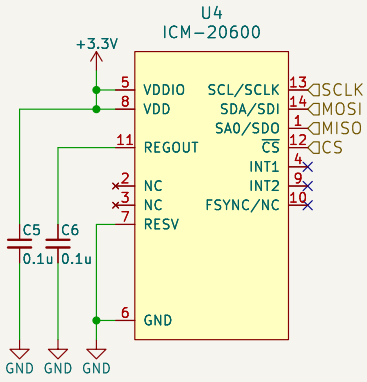 U4
ICM-20600
+3.3V
5 VDDIO SCL/SCLK 13 SCLK
8 VDD SDA/SDI 14 MOSI
SA0/SDO 1 MISO
11 REGOUT CS 12 CS
INT1 4
2 NC INT2 9
3 NC FSYNC/NC 10
7 RESV
C5 C6
0.1u 0.1u
6 GND
GND GND GND